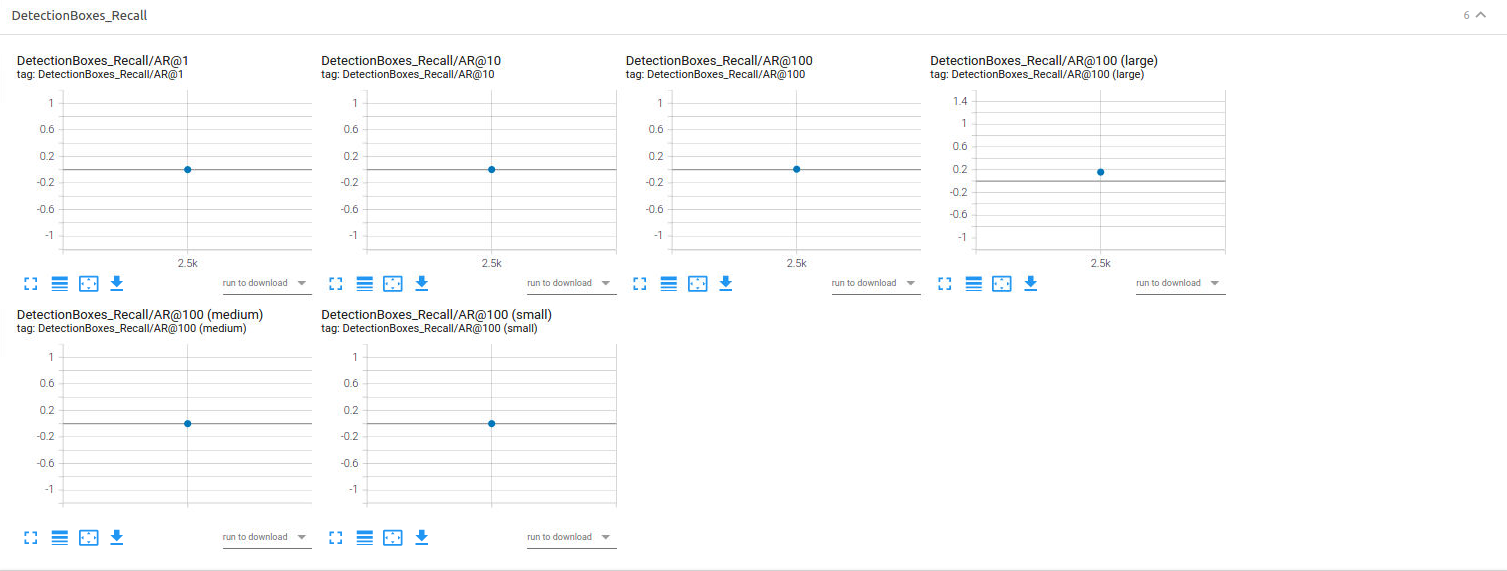 DetectionBoxes_Recall
6
DetectionBoxes_Recall/AR@1
tag: DetectionBoxes_Recall/AR@1
1
0.6
0.2
-0.2
-0.6
-1
2.5k
run to download
DetectionBoxes_Recall/AR@10
tag: DetectionBoxes_Recall/AR@10
1
0.6
0.2
-0.2
-0.6
-1
2.5k
run to download
DetectionBoxes_Recall/AR@100
tag: DetectionBoxes_Recall/AR@100
1
0.6
0.2
-0.2
-0.6
-1
2.5k
run to download
DetectionBoxes_Recall/AR@100 (large)
tag: DetectionBoxes_Recall/AR@100 (large)
1.4
1
0.6
0.2
-0.2
-0.6
-1
2.5k
run to download
DetectionBoxes_Recall/AR@100 (medium)
tag: DetectionBoxes_Recall/AR@100 (medium)
1
0.6
0.2
-0.2
-0.6
-1
run to download
DetectionBoxes_Recall/AR@100 (small)
tag: DetectionBoxes_Recall/AR@100 (small)
1
0.6
0.2
-0.2
-0.6
-1
run to download